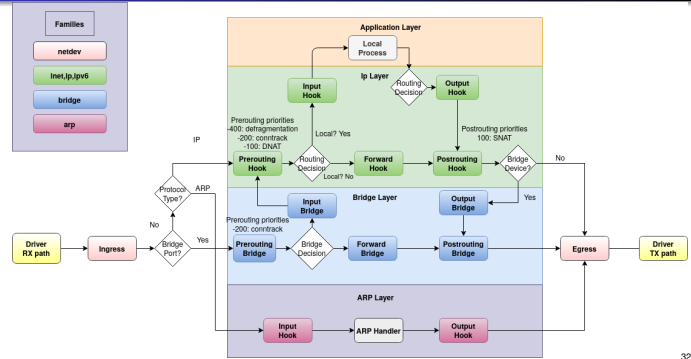 Families
netdev
inet,ip,ipv6
bridge
arp
Application Layer
Local
Process
Ip Layer
Routing
Decision
Output
Hook
Input
Hook
Prerouting priorities
-400: defragmentation
-200: conntrack
-100: DNAT
Local? Yes
Postrouting priorities
100: SNAT
IP
Prerouting
Hook
Routing
Decision
Local? No
Forward
Hook
Postrouting
Hook
Bridge
Device?
No
Yes
Protocol
Type?
ARP
Bridge Layer
Input
Bridge
Output
Bridge
Prerouting priorities
-200: conntrack
No
Driver
RX path
Ingress
Bridge
Port?
Yes
Prerouting
Bridge
Bridge
Decision
Forward
Bridge
Postrouting
Bridge
Egress
Driver
TX path
ARP Layer
Input
Hook
ARP Handler
Output
Hook
32